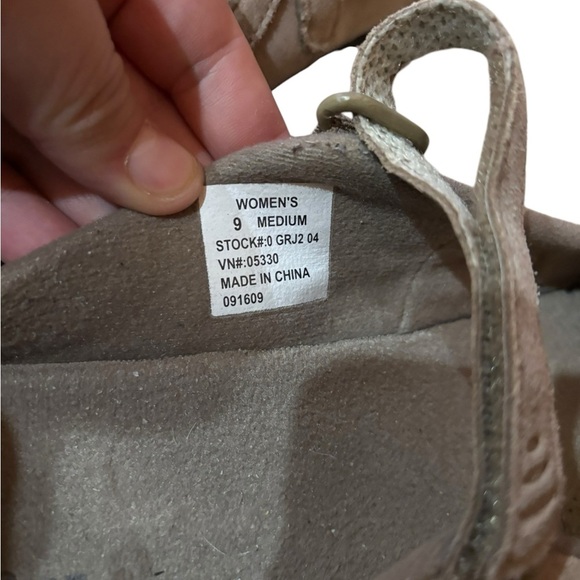 WOMEN'S
9 MEDIUM
STOCK#:0 GRJ2 04
VN#:05330
MADE IN CHINA
091609